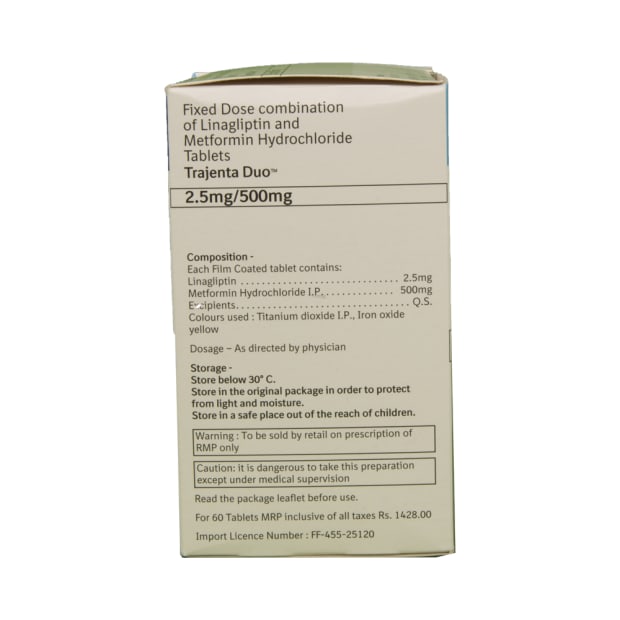 Fixed Dose combination
of Linagliptin and
Metformin Hydrochloride
Tablets
Trajenta Duo™
2.5mg/500mg
Composition -
Each Film Coated tablet contains:
Linagliptin .............................. 2.5mg
Metformin Hydrochloride I.P............. 500mg
Excipients................................ Q.S.
Colours used : Titanium dioxide I.P., Iron oxide
yellow
Dosage – As directed by physician
Storage -
Store below 30° C.
Store in the original package in order to protect
from light and moisture.
Store in a safe place out of the reach of children.
Warning : To be sold by retail on prescription of
RMP only
Caution: it is dangerous to take this preparation
except under medical supervision
Read the package leaflet before use.
For 60 Tablets MRP inclusive of all taxes Rs. 1428.00
Import Licence Number : FF-455-25120